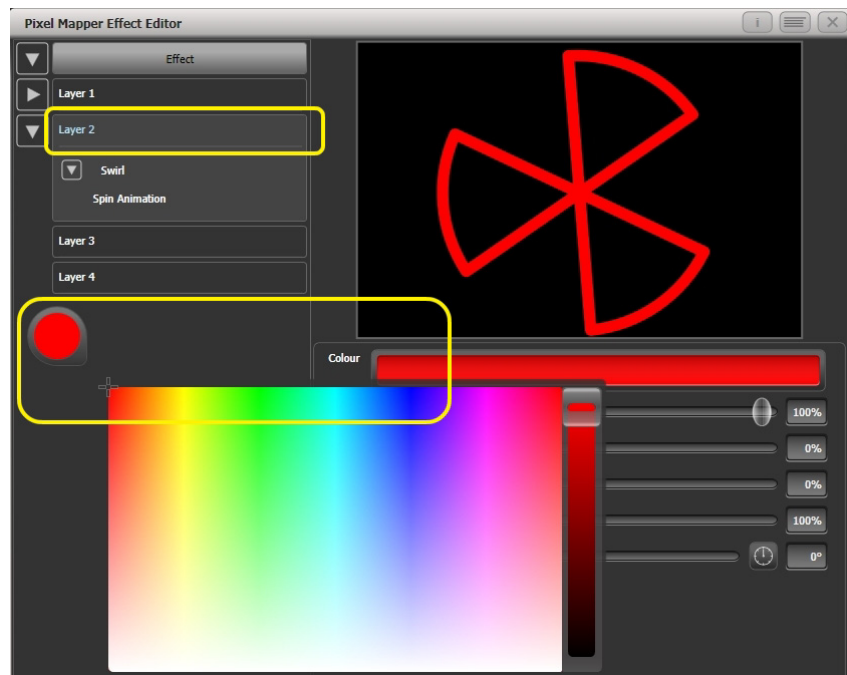 Pixel Mapper Effect Editor
i
Effect
Layer 1
Layer 2
Swirl
Spin Animation
Layer 3
Layer 4
Colour
100%
0%
0%
100%
0°